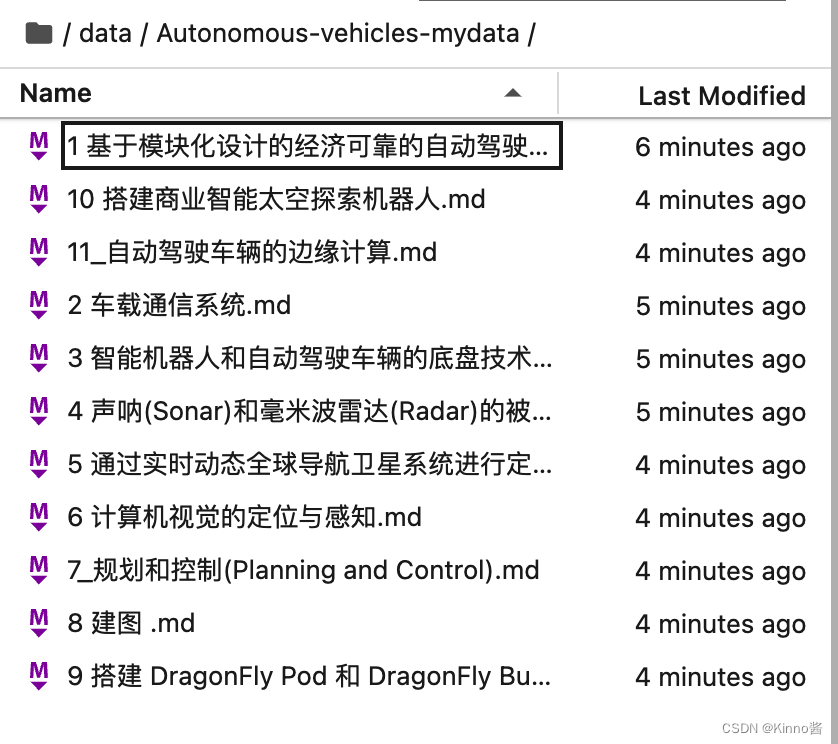 / data / Autonomous-vehicles-mydata /
Name Last Modified
1 基于模块化设计的经济可靠的自动驾驶... 6 minutes ago
10 搭建商业智能太空探索机器人.md 4 minutes ago
11_自动驾驶车辆的边缘计算.md 4 minutes ago
2 车载通信系统.md 5 minutes ago
3 智能机器人和自动驾驶车辆的底盘技术... 5 minutes ago
4 声呐(Sonar)和毫米波雷达(Radar)的被... 5 minutes ago
5 通过实时动态全球导航卫星系统进行定... 4 minutes ago
6 计算机视觉的定位与感知.md 4 minutes ago
7_规划和控制(Planning and Control).md 4 minutes ago
8 建图 .md 4 minutes ago
9 搭建 DragonFly Pod 和 DragonFly Bu... 4 minutes ago
CSDN @Kinno酱